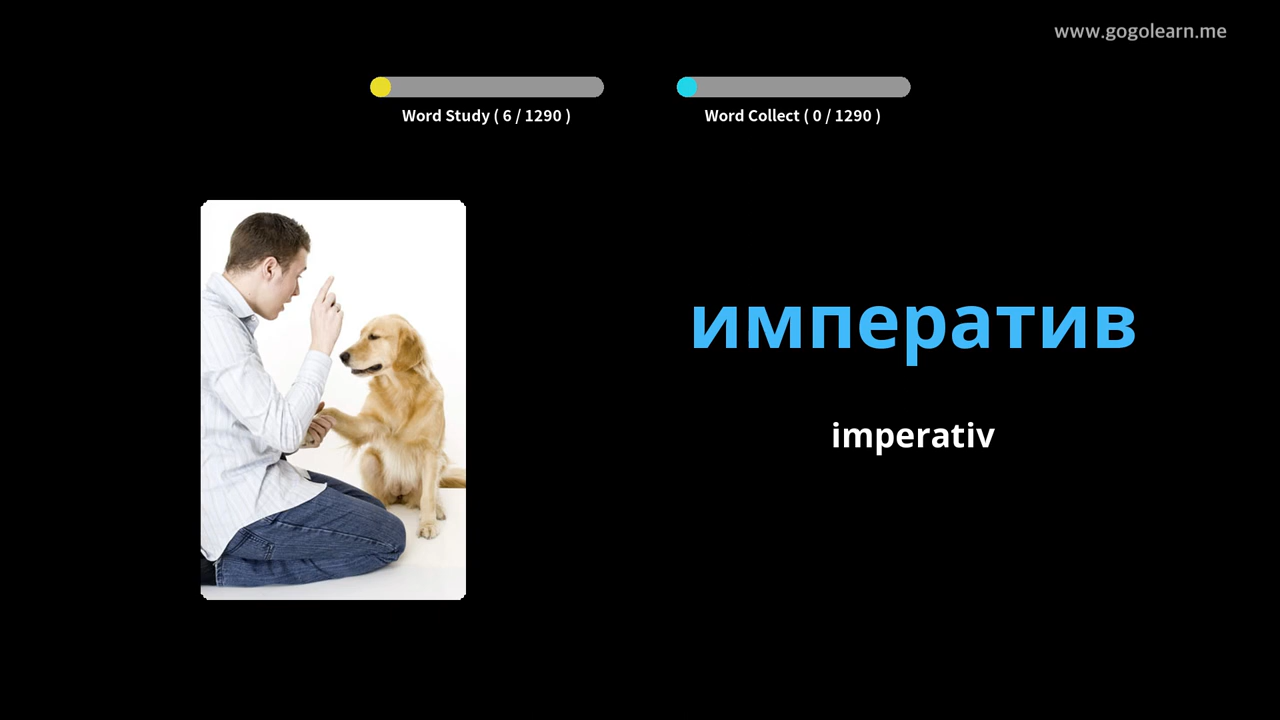 www.gogolearn.me
Word Study ( 6 / 1290 )
Word Collect ( 0 / 1290 )
императив
imperativ